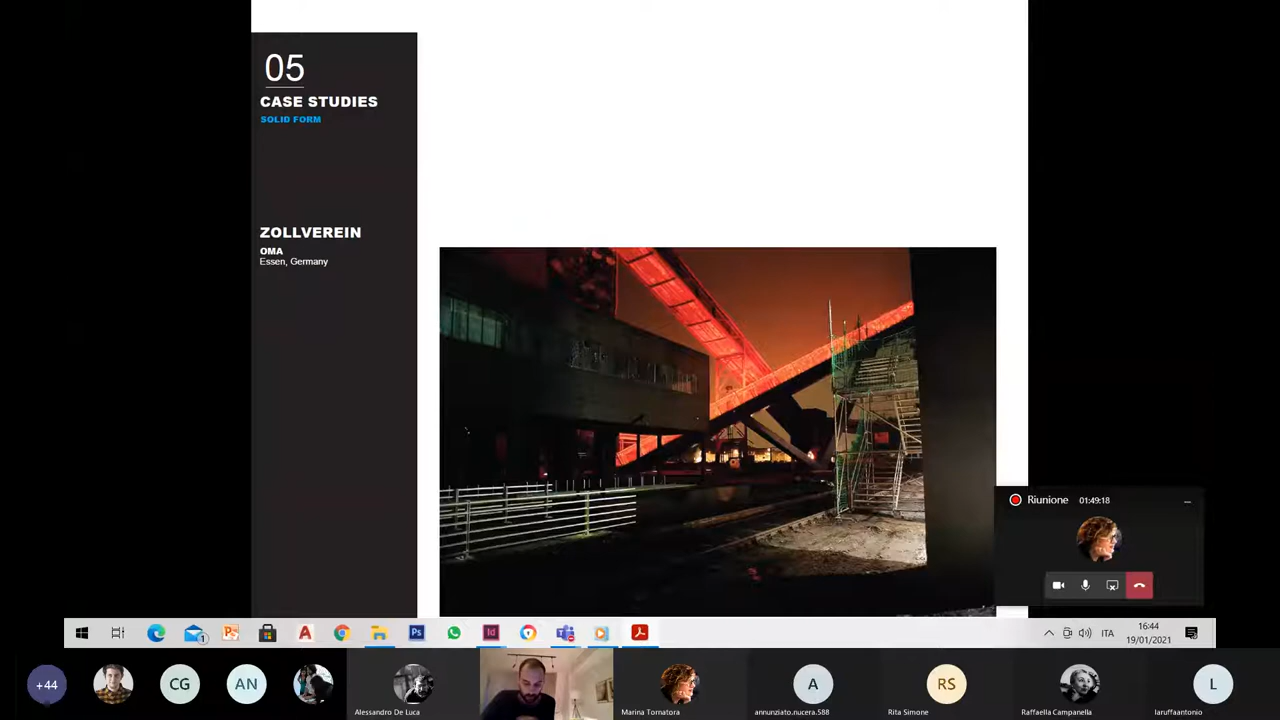 05
CASE STUDIES
SOLID FORM
ZOLLVEREIN
OMA
Essen, Germany
Riunione 01:49:18
1
ITA
16:44
19/01/2021
+44
CG
AN
A
RS
L
Alessandro De Luca
Marina Tornatora
annunziato.nucera.588
Rita Simone
Raffaella Campanella
laruffaantonio